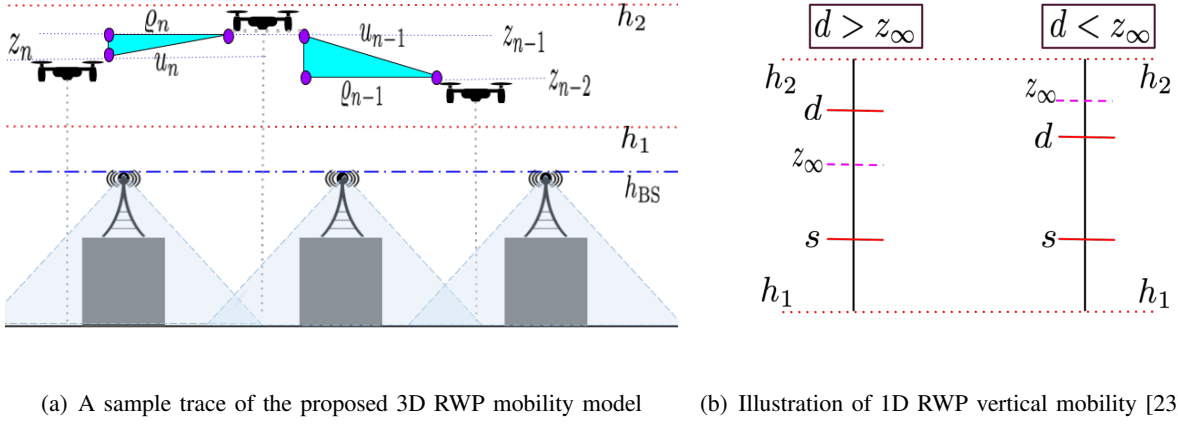 ϱₙ
h₂
zₙ
uₙ
uₙ₋₁
zₙ₋₁
ϱₙ₋₁
zₙ₋₂
h₁
h_BS
(a) A sample trace of the proposed 3D RWP mobility model
d > z∞
d < z∞
h₂
d
z∞
s
h₁
z∞
h₂
d
s
h₁
(b) Illustration of 1D RWP vertical mobility [23